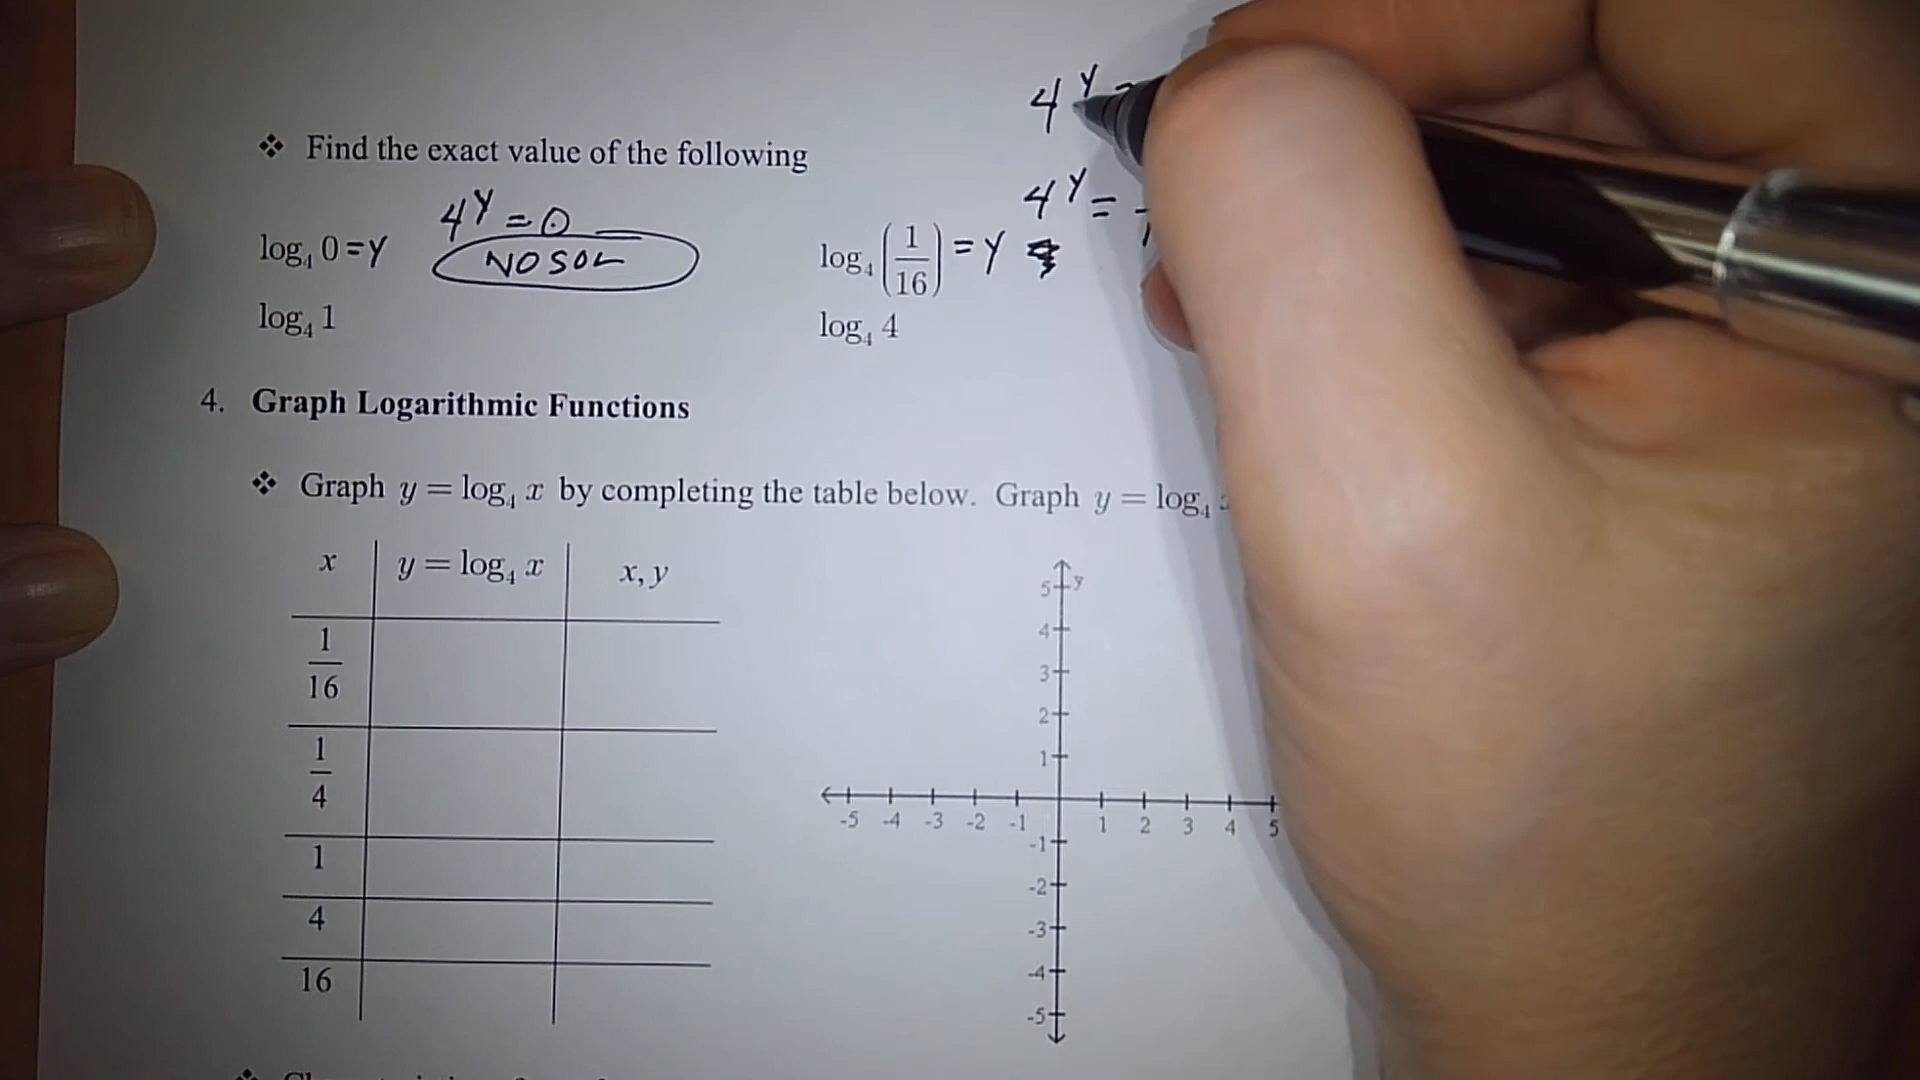 4^y =
❖ Find the exact value of the following
4^y = 0
4^y =
log₄ 0 = y
NO SOL
log₄ (1/16) = y
log₄ 1
log₄ 4
4. Graph Logarithmic Functions
❖ Graph y = log₄ x by completing the table below. Graph y = log₄
x y = log₄ x x, y
1/16
1/4
1
4
16
y
5
4
3
2
1
-5 -4 -3 -2 -1 1 2 3 4 5
-1
-2
-3
-4
-5